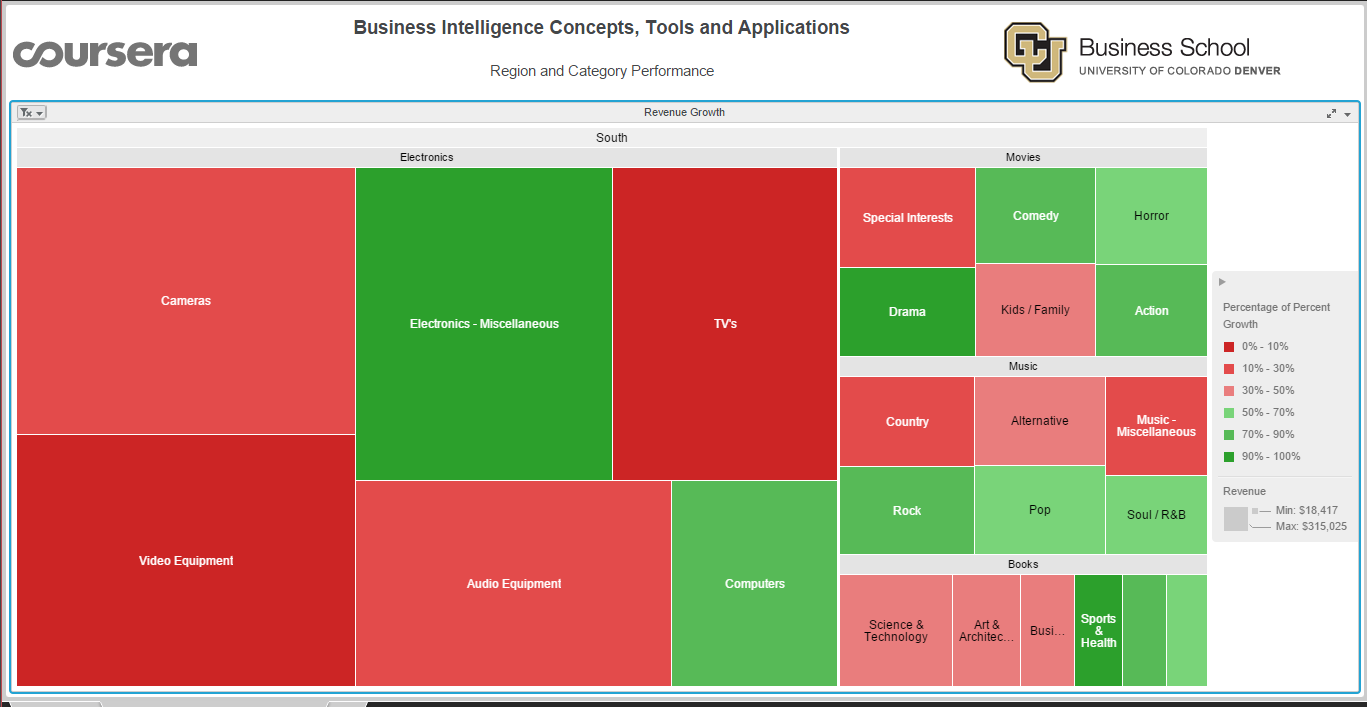 Business Intelligence Concepts, Tools and Applications
coursera
Region and Category Performance
CU
Business School
UNIVERSITY OF COLORADO DENVER
Tx
Revenue Growth
South
Electronics
Movies
Cameras
Electronics - Miscellaneous
TV's
Video Equipment
Audio Equipment
Computers
Special Interests
Comedy
Horror
Drama
Kids / Family
Action
Music
Country
Alternative
Music -
Miscellaneous
Rock
Pop
Soul / R&B
Books
Science &
Technology
Art &
Architec...
Busi...
Sports
&
Health
Percentage of Percent
Growth
0% - 10%
10% - 30%
30% - 50%
50% - 70%
70% - 90%
90% - 100%
Revenue
Min: $18,417
Max: $315,025